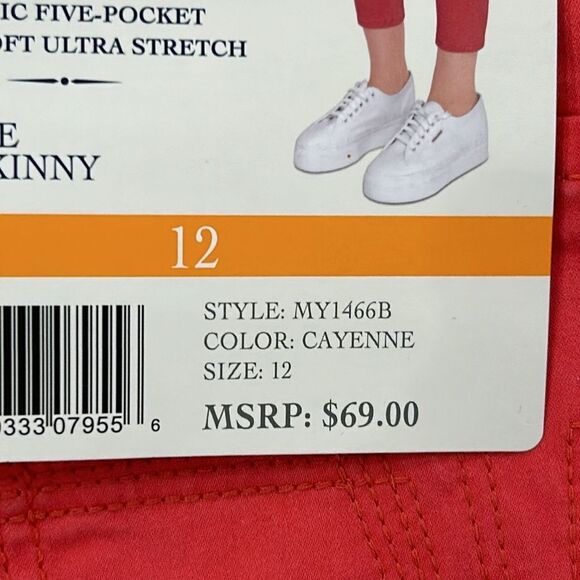 IC FIVE-POCKET
OFT ULTRA STRETCH
E
KINNY
12
STYLE: MY1466B
COLOR: CAYENNE
SIZE: 12
MSRP: $69.00
0333 07955 6